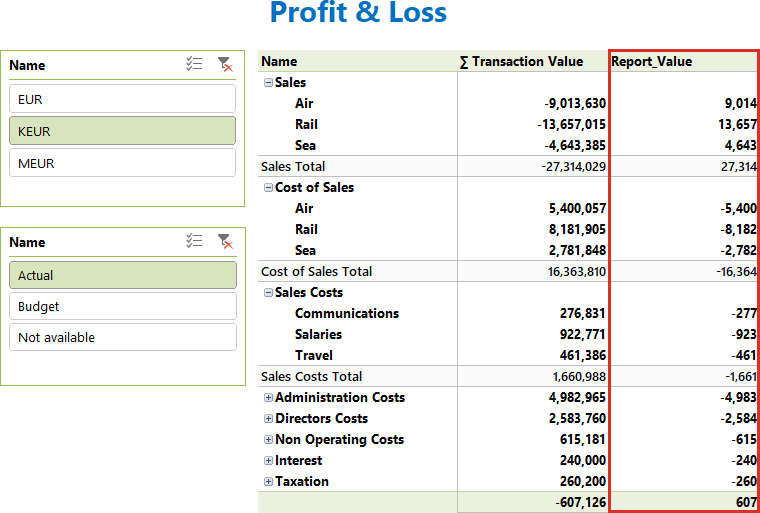 Profit & Loss
Name
EUR
KEUR
MEUR
Name
Actual
Budget
Not available
Name ∑ Transaction Value Report_Value
Sales
Air -9,013,630 9,014
Rail -13,657,015 13,657
Sea -4,643,385 4,643
Sales Total -27,314,029 27,314
Cost of Sales
Air 5,400,057 -5,400
Rail 8,181,905 -8,182
Sea 2,781,848 -2,782
Cost of Sales Total 16,363,810 -16,364
Sales Costs
Communications 276,831 -277
Salaries 922,771 -923
Travel 461,386 -461
Sales Costs Total 1,660,988 -1,661
Administration Costs 4,982,965 -4,983
Directors Costs 2,583,760 -2,584
Non Operating Costs 615,181 -615
Interest 240,000 -240
Taxation 260,200 -260
-607,126 607